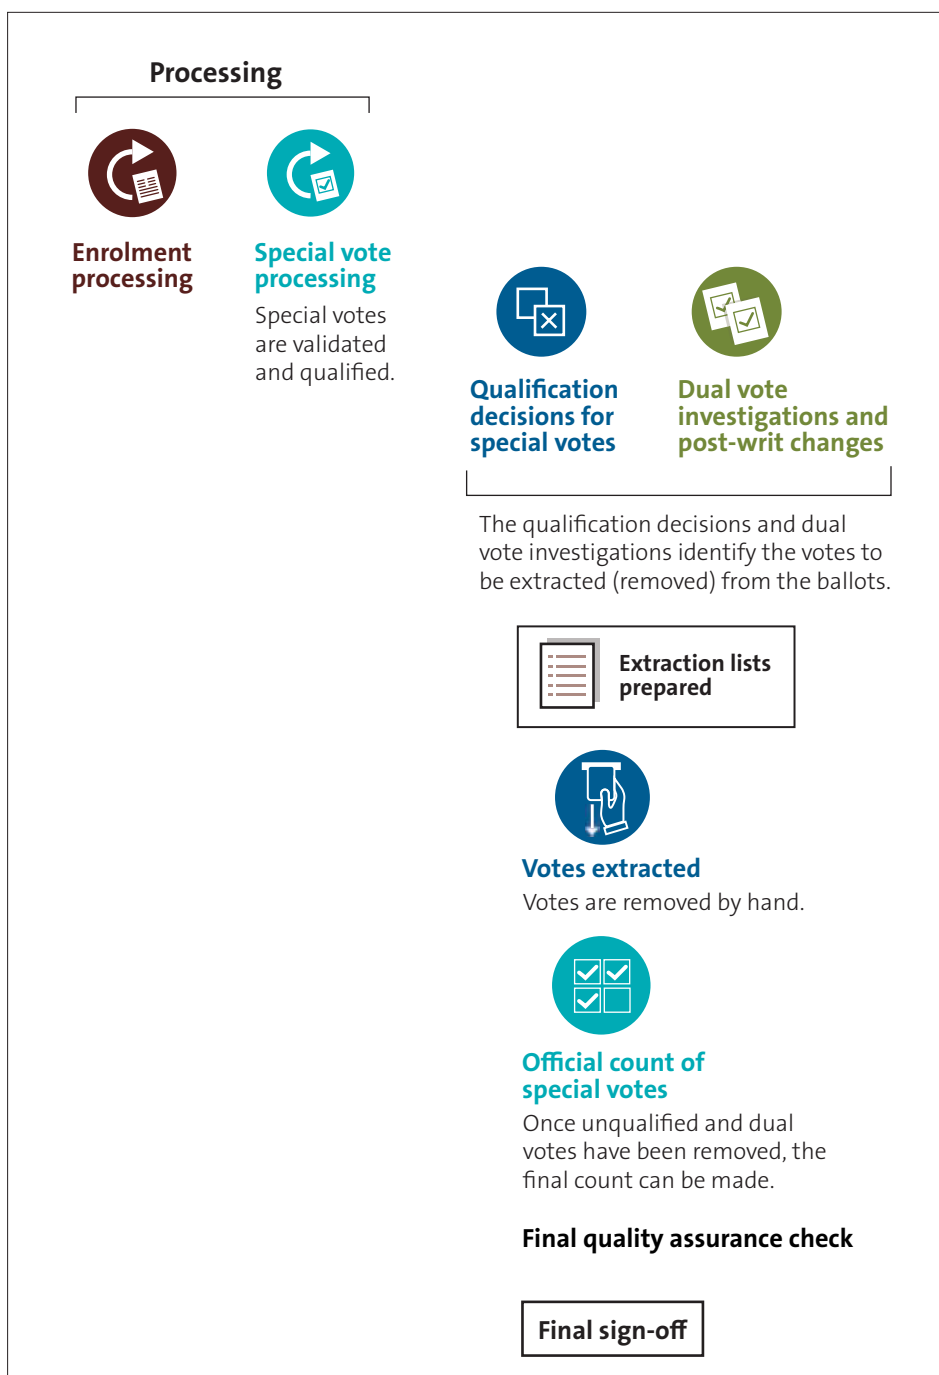 Processing
Enrolment
processing
Special vote
processing
Special votes
are validated
and qualified.
Qualification
decisions for
special votes
Dual vote
investigations and
post-writ changes
The qualification decisions and dual
vote investigations identify the votes to
be extracted (removed) from the ballots.
Extraction lists
prepared
Votes extracted
Votes are removed by hand.
Official count of
special votes
Once unqualified and dual
votes have been removed, the
final count can be made.
Final quality assurance check
Final sign-off